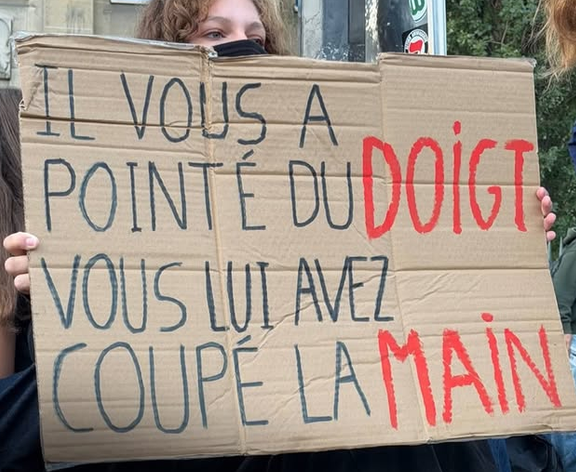 IL VOUS A
POINTÉ DU DOiGT
VOUS LUI AVEZ
COUPÉ LA MAiN